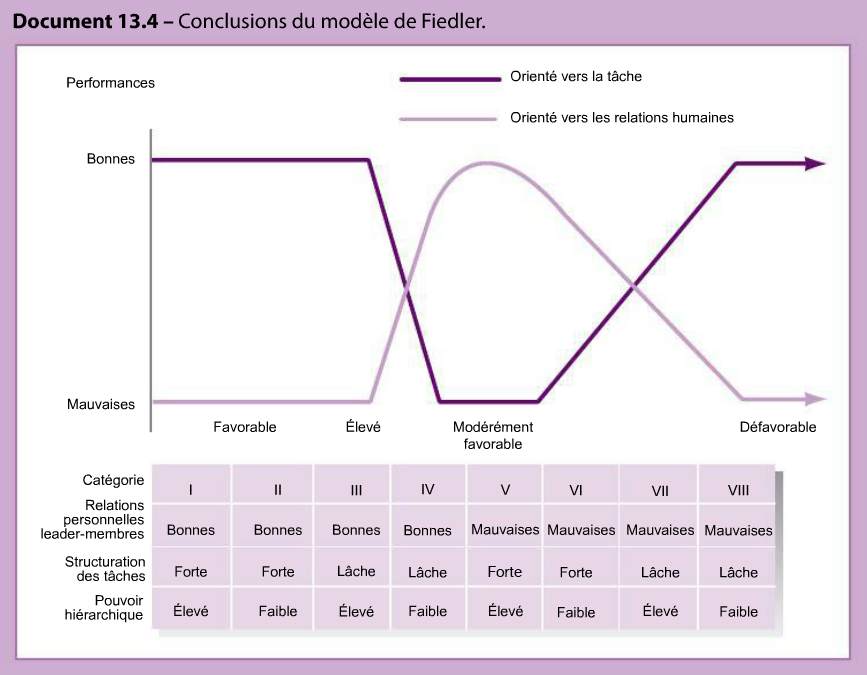 Document 13.4 – Conclusions du modèle de Fiedler.
Performances
Orienté vers la tâche
Orienté vers les relations humaines
Bonnes
Mauvaises
Favorable Élevé Modérément favorable Défavorable
Catégorie I II III IV V VI VII VIII
Relations personnelles leader-membres Bonnes Bonnes Bonnes Bonnes Mauvaises Mauvaises Mauvaises Mauvaises
Structuration des tâches Forte Forte Lâche Lâche Forte Forte Lâche Lâche
Pouvoir hiérarchique Élevé Faible Élevé Faible Élevé Faible Élevé Faible